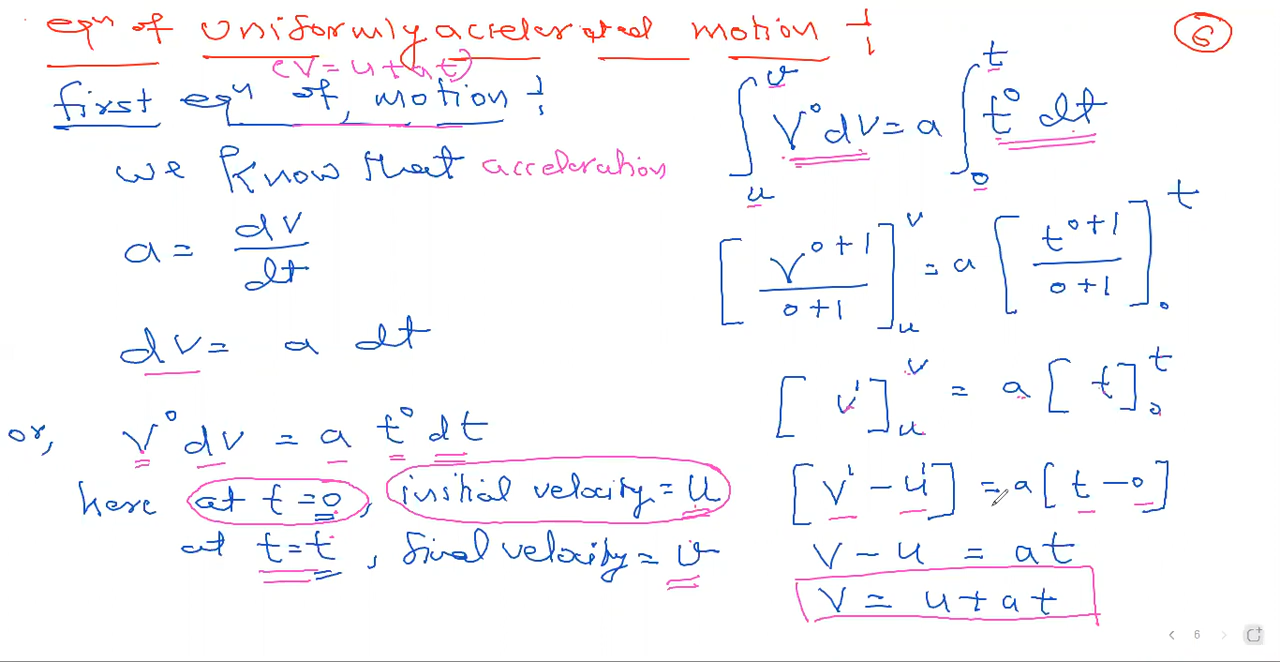 eqⁿ of uniformly accelerated motion :-
(V = u + at)
first eqⁿ of motion :-
we know that acceleration
a = dV/dt
dV = a dt
or, V⁰ dV = a t⁰ dt
here at t = 0, initial velocity = u
at t = t, final velocity = v
6
∫ᵤᵛ V⁰ dV = a ∫₀ᵗ t⁰ dt
[V⁰⁺¹/0+1]ᵤᵛ = a [t⁰⁺¹/0+1]₀ᵗ
[V¹]ᵤᵛ = a [t]₀ᵗ
[V¹ - u¹] = a [t - 0]
V - u = at
V = u + at
< 6 >